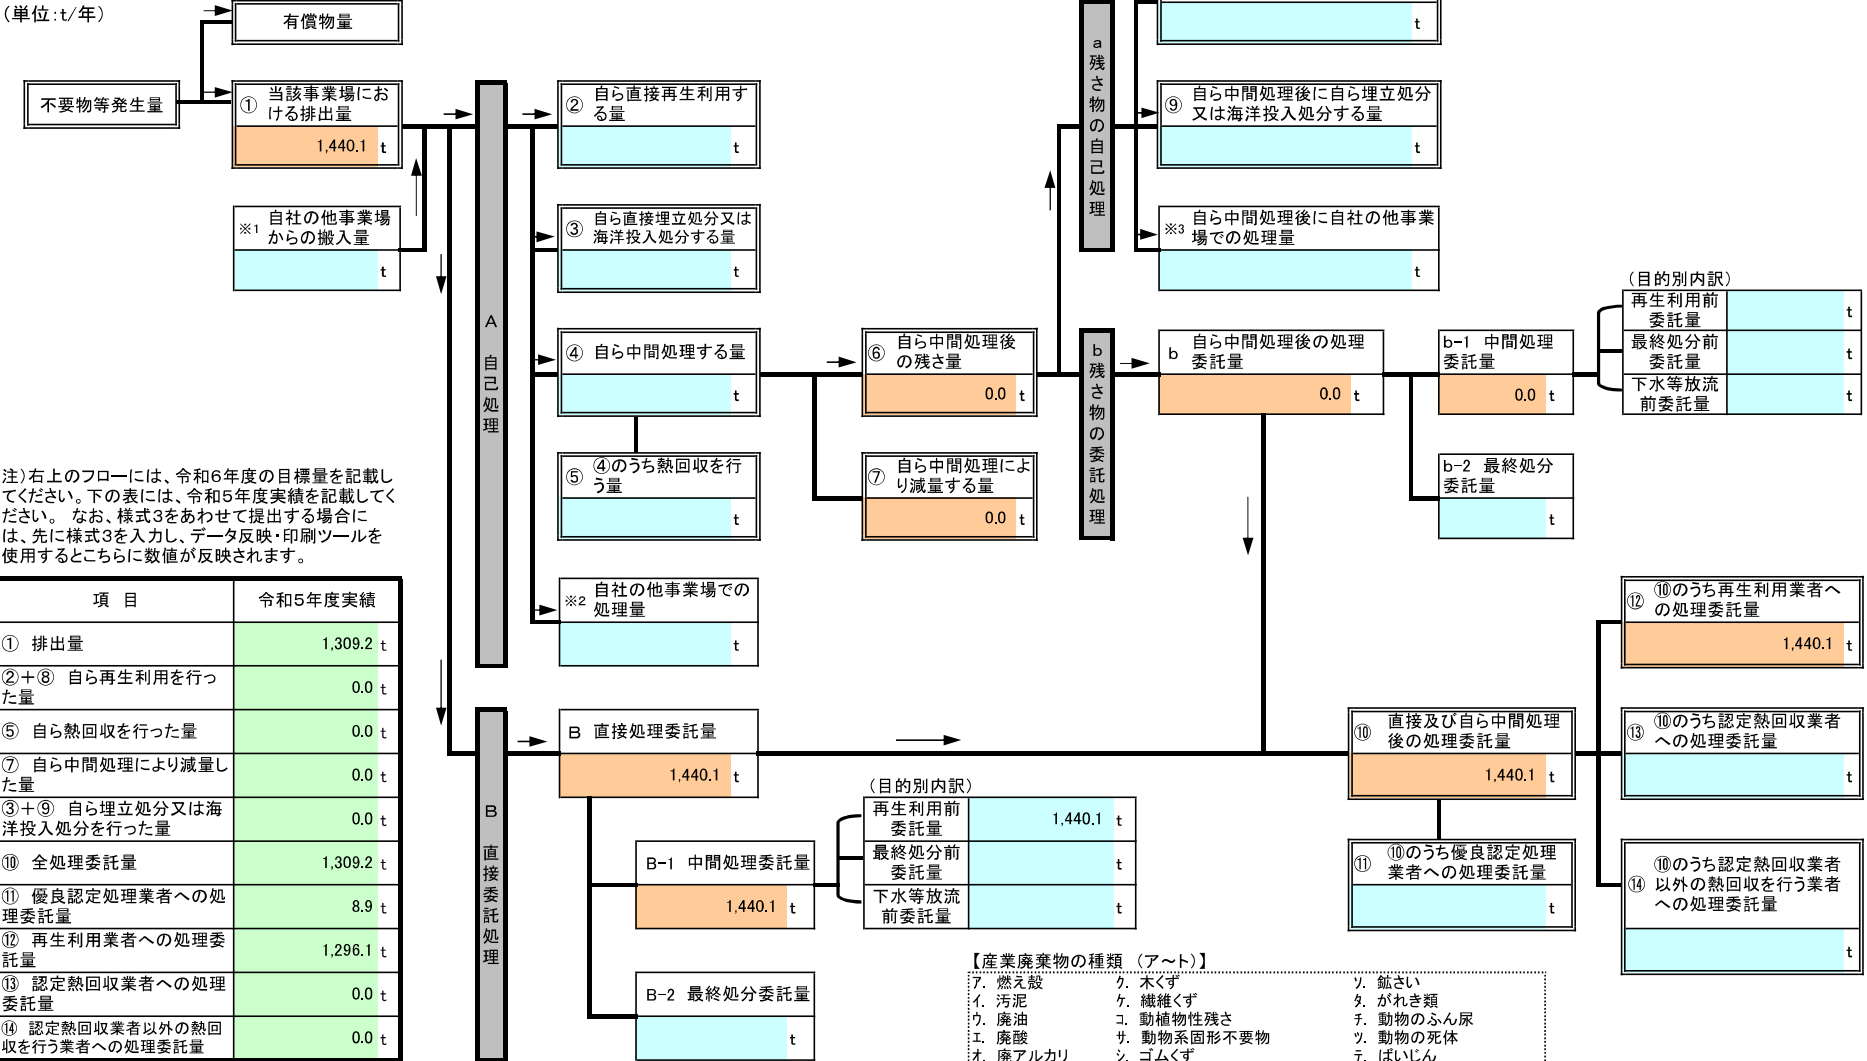 (単位:t/年)
有償物量
不要物等発生量
① 当該事業場にお
ける排出量
1,440.1 t
※1 自社の他事業場
からの搬入量
t
A 自己処理
② 自ら直接再生利用す
る量
t
③ 自ら直接埋立処分又は
海洋投入処分する量
t
④ 自ら中間処理する量
t
⑤ ④のうち熱回収を行
う量
t
※2 自社の他事業場での
処理量
t
⑥ 自ら中間処理後
の残さ量
0.0 t
⑦ 自ら中間処理によ
り減量する量
0.0 t
a残さ物の自己処理
t
⑨ 自ら中間処理後に自ら埋立処分
又は海洋投入処分する量
t
※3 自ら中間処理後に自社の他事業
場での処理量
t
b残さ物の委託処理
b 自ら中間処理後の処理
委託量
0.0 t
b-1 中間処理
委託量
0.0 t
(目的別内訳)
再生利用前
委託量
t
最終処分前
委託量
t
下水等放流
前委託量
t
b-2 最終処分
委託量
t
注)右上のフローには、令和6年度の目標量を記載し
てください。下の表には、令和5年度実績を記載してく
ださい。 なお、様式3をあわせて提出する場合に
は、先に様式3を入力し、データ反映・印刷ツールを
使用するとこちらに数値が反映されます。
項 目 令和5年度実績
① 排出量 1,309.2 t
②+⑧ 自ら再生利用を行っ
た量 0.0 t
⑤ 自ら熱回収を行った量 0.0 t
⑦ 自ら中間処理により減量し
た量 0.0 t
③+⑨ 自ら埋立処分又は海
洋投入処分を行った量 0.0 t
⑩ 全処理委託量 1,309.2 t
⑪ 優良認定処理業者への処
理委託量 8.9 t
⑫ 再生利用業者への処理委
託量 1,296.1 t
⑬ 認定熱回収業者への処理
委託量 0.0 t
⑭ 認定熱回収業者以外の熱回
収を行う業者への処理委託量 0.0 t
B 直接委託処理
B 直接処理委託量
1,440.1 t
B-1 中間処理委託量
1,440.1 t
B-2 最終処分委託量
t
(目的別内訳)
再生利用前
委託量
1,440.1 t
最終処分前
委託量
t
下水等放流
前委託量
t
⑩ 直接及び自ら中間処理
後の処理委託量
1,440.1 t
⑪ ⑩のうち優良認定処理
業者への処理委託量
t
⑫ ⑩のうち再生利用業者へ
の処理委託量
1,440.1 t
⑬ ⑩のうち認定熱回収業者
への処理委託量
t
⑭ ⑩のうち認定熱回収業者
以外の熱回収を行う業者
への処理委託量
t
【産業廃棄物の種類 (ア~ト)】
ア. 燃え殻 ク. 木くず ソ. 鉱さい
イ. 汚泥 ケ. 繊維くず タ. がれき類
ウ. 廃油 コ. 動植物性残さ チ. 動物のふん尿
エ. 廃酸 サ. 動物系固形不要物 ツ. 動物の死体
オ. 廃アルカリ シ. ゴムくず テ. ばいじん